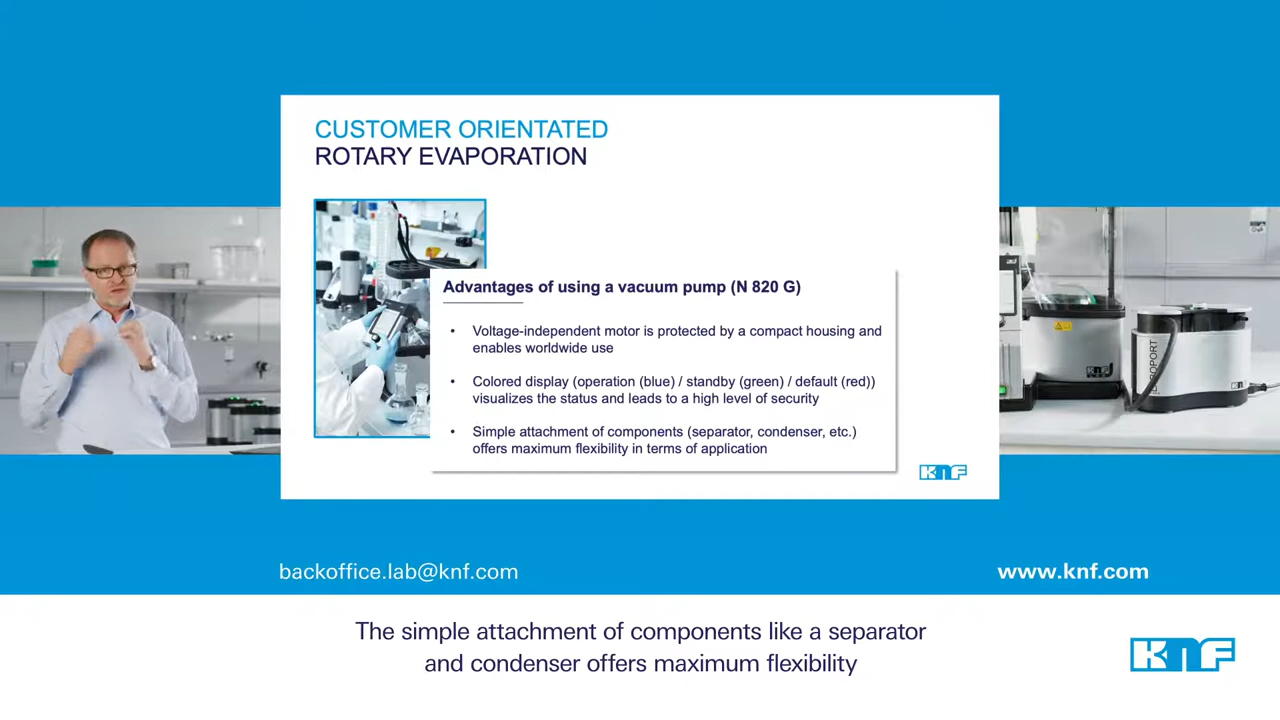 CUSTOMER ORIENTATED
ROTARY EVAPORATION
Advantages of using a vacuum pump (N 820 G)
• Voltage-independent motor is protected by a compact housing and
enables worldwide use
• Colored display (operation (blue) / standby (green) / default (red))
visualizes the status and leads to a high level of security
• Simple attachment of components (separator, condenser, etc.)
offers maximum flexibility in terms of application
KNF
backoffice.lab@knf.com
www.knf.com
The simple attachment of components like a separator
and condenser offers maximum flexibility
KNF